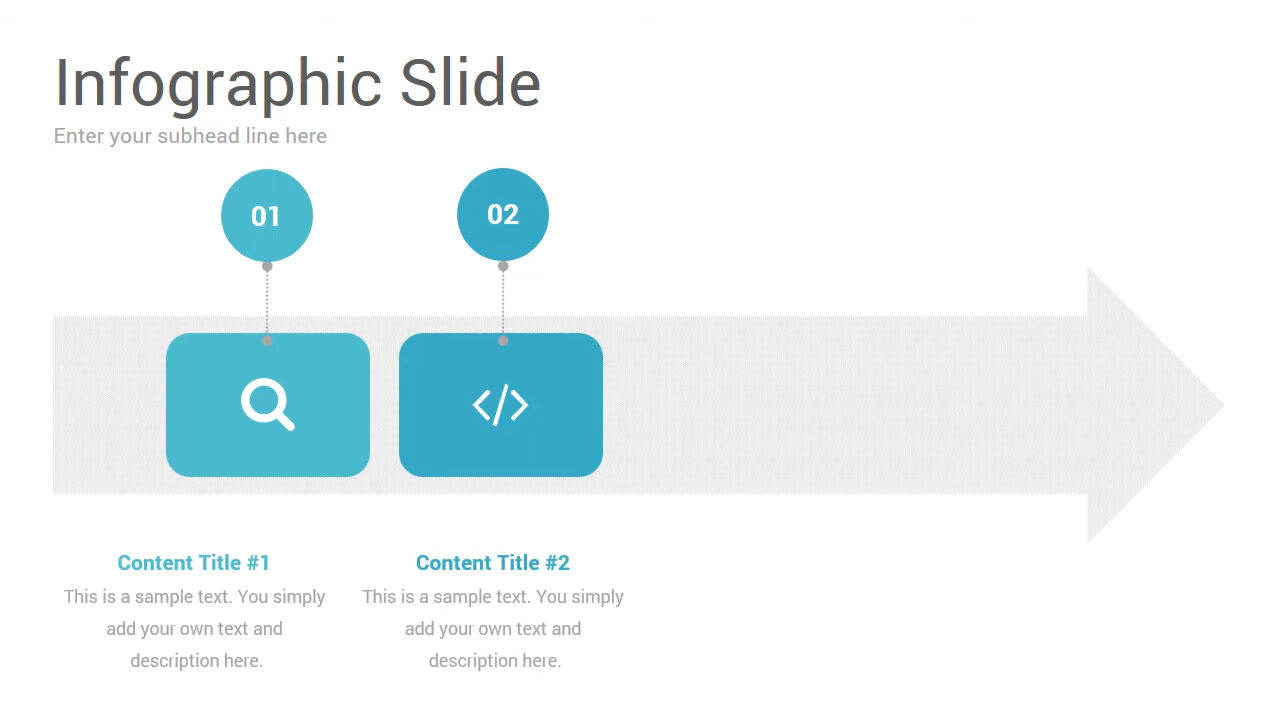 Infographic Slide
Enter your subhead line here
01
02
Content Title #1
This is a sample text. You simply
add your own text and
description here.
Content Title #2
This is a sample text. You simply
add your own text and
description here.